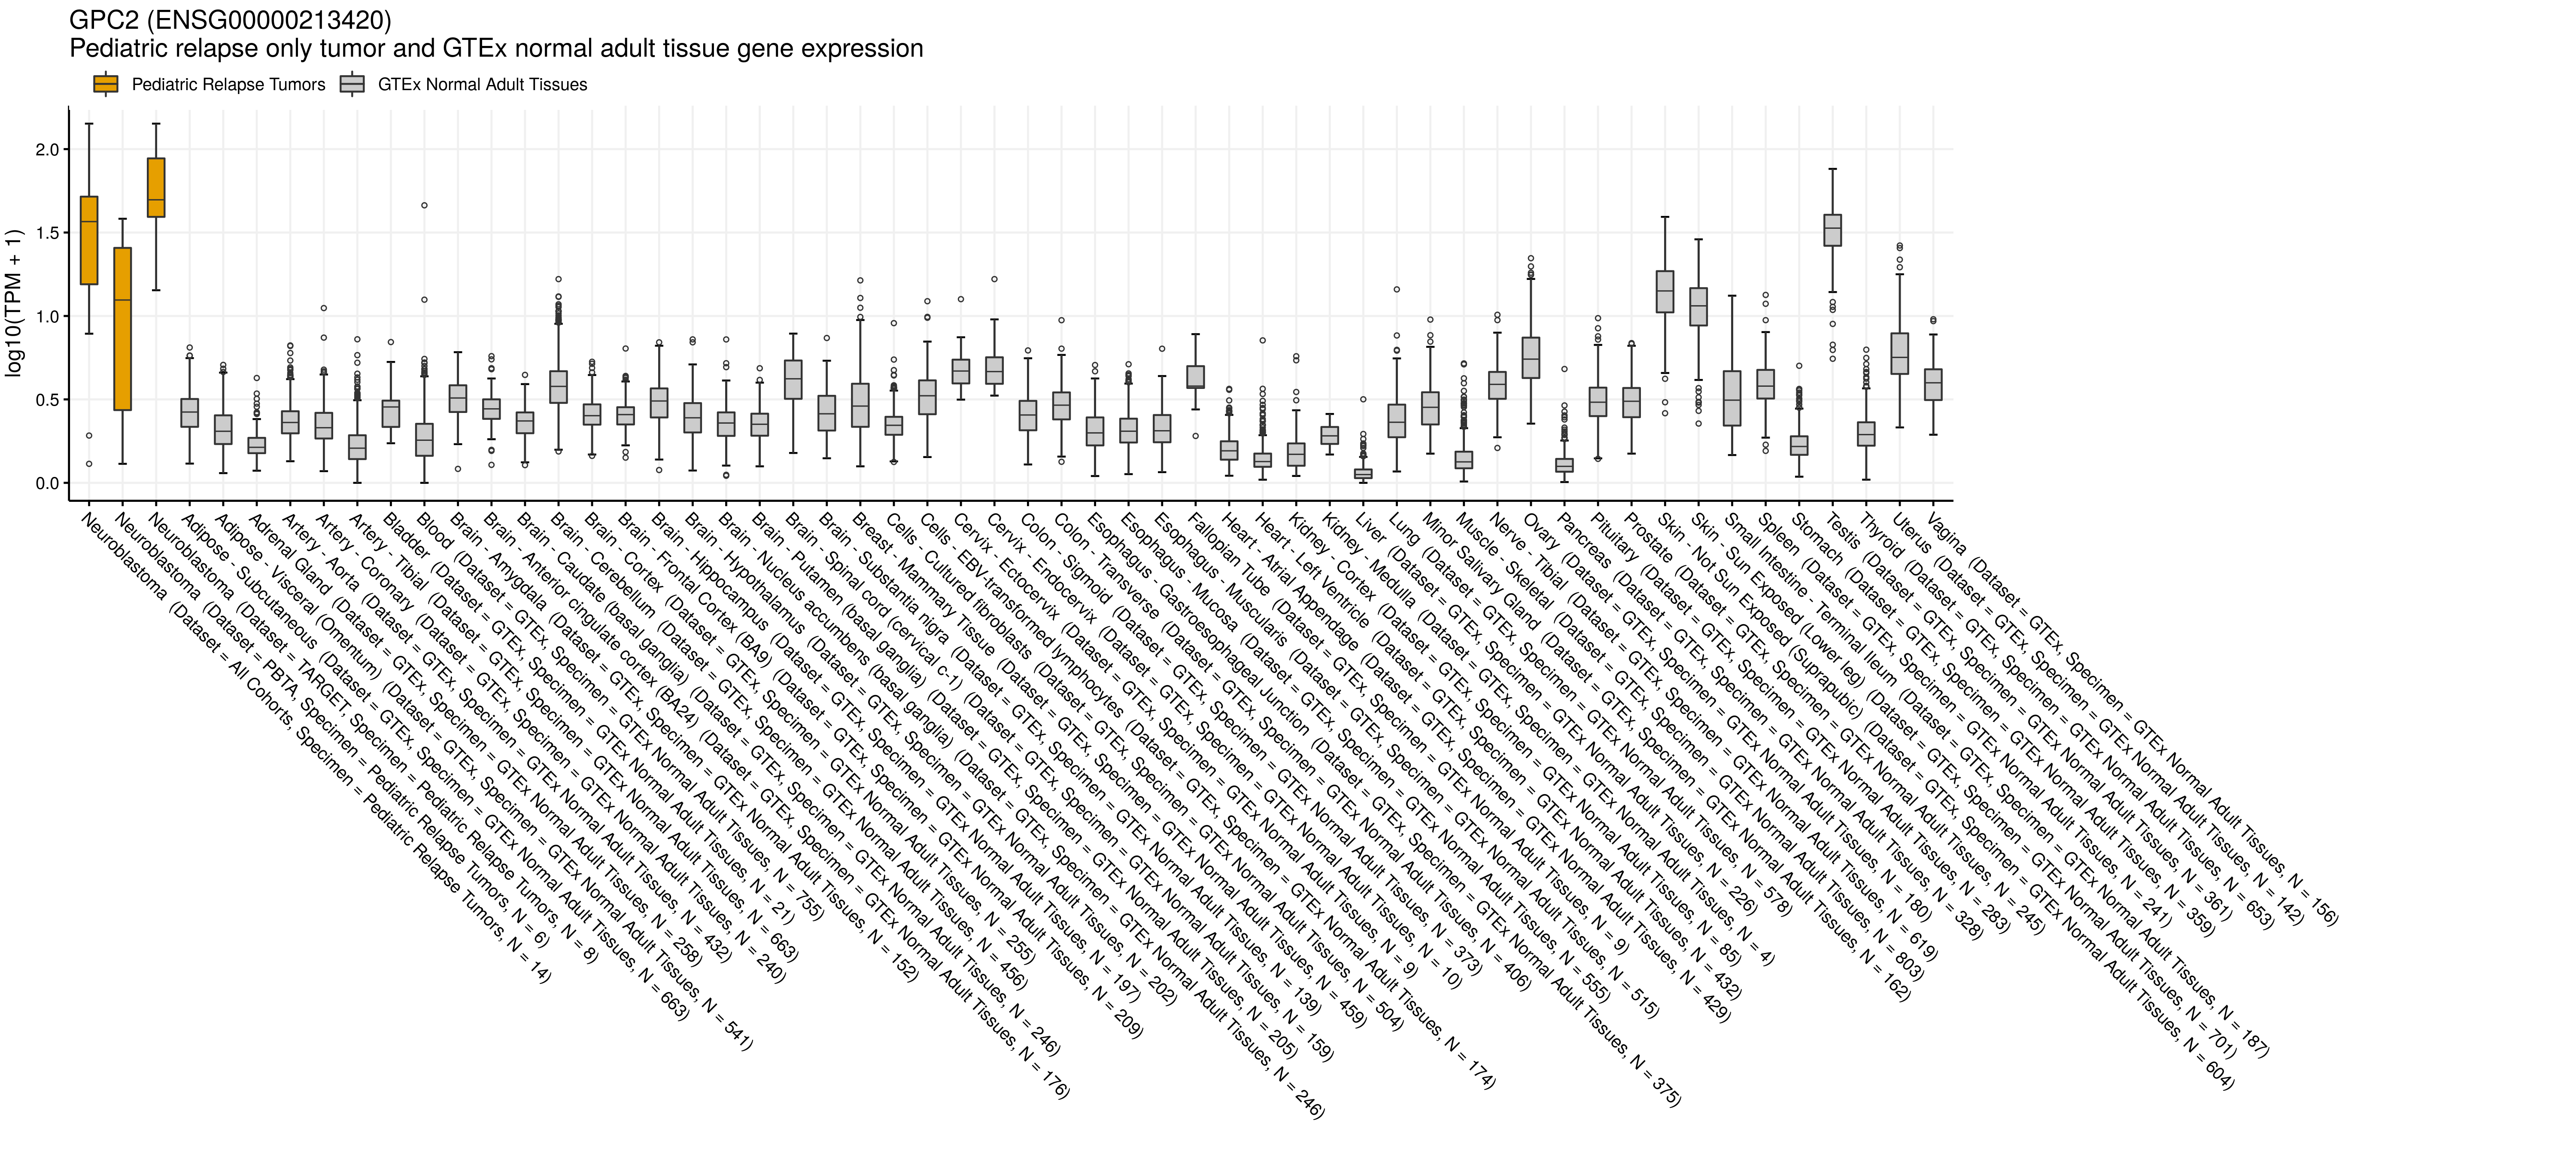 GPC2 (ENSG00000213420)
Pediatric relapse only tumor and GTEx normal adult tissue gene expression
Pediatric Relapse Tumors
GTEx Normal Adult Tissues
log10(TPM + 1)
2.0
1.5
1.0
0.5
0.0
Neuroblastoma (Dataset = All Cohorts, Specimen = Pediatric Relapse Tumors, N = 14)
Neuroblastoma (Dataset = PBTA, Specimen = Pediatric Relapse Tumors, N = 6)
Neuroblastoma (Dataset = TARGET, Specimen = Pediatric Relapse Tumors, N = 8)
Adipose - Subcutaneous (Dataset = GTEx, Specimen = GTEx Normal Adult Tissues, N = 663)
Adipose - Visceral (Omentum) (Dataset = GTEx, Specimen = GTEx Normal Adult Tissues, N = 541)
Adrenal Gland (Dataset = GTEx, Specimen = GTEx Normal Adult Tissues, N = 258)
Artery - Aorta (Dataset = GTEx, Specimen = GTEx Normal Adult Tissues, N = 432)
Artery - Coronary (Dataset = GTEx, Specimen = GTEx Normal Adult Tissues, N = 240)
Artery - Tibial (Dataset = GTEx, Specimen = GTEx Normal Adult Tissues, N = 663)
Bladder (Dataset = GTEx, Specimen = GTEx Normal Adult Tissues, N = 21)
Blood (Dataset = GTEx, Specimen = GTEx Normal Adult Tissues, N = 755)
Brain - Amygdala (Dataset = GTEx, Specimen = GTEx Normal Adult Tissues, N = 152)
Brain - Anterior cingulate cortex (BA24) (Dataset = GTEx, Specimen = GTEx Normal Adult Tissues, N = 176)
Brain - Caudate (basal ganglia) (Dataset = GTEx, Specimen = GTEx Normal Adult Tissues, N = 246)
Brain - Cerebellum (Dataset = GTEx, Specimen = GTEx Normal Adult Tissues, N = 456)
Brain - Cortex (Dataset = GTEx, Specimen = GTEx Normal Adult Tissues, N = 255)
Brain - Frontal Cortex (BA9) (Dataset = GTEx, Specimen = GTEx Normal Adult Tissues, N = 209)
Brain - Hippocampus (Dataset = GTEx, Specimen = GTEx Normal Adult Tissues, N = 197)
Brain - Hypothalamus (Dataset = GTEx, Specimen = GTEx Normal Adult Tissues, N = 202)
Brain - Nucleus accumbens (basal ganglia) (Dataset = GTEx, Specimen = GTEx Normal Adult Tissues, N = 246)
Brain - Putamen (basal ganglia) (Dataset = GTEx, Specimen = GTEx Normal Adult Tissues, N = 205)
Brain - Spinal cord (cervical c-1) (Dataset = GTEx, Specimen = GTEx Normal Adult Tissues, N = 159)
Brain - Substantia nigra (Dataset = GTEx, Specimen = GTEx Normal Adult Tissues, N = 139)
Breast - Mammary Tissue (Dataset = GTEx, Specimen = GTEx Normal Adult Tissues, N = 459)
Cells - Cultured fibroblasts (Dataset = GTEx, Specimen = GTEx Normal Adult Tissues, N = 504)
Cells - EBV-transformed lymphocytes (Dataset = GTEx, Specimen = GTEx Normal Adult Tissues, N = 174)
Cervix - Ectocervix (Dataset = GTEx, Specimen = GTEx Normal Adult Tissues, N = 9)
Cervix - Endocervix (Dataset = GTEx, Specimen = GTEx Normal Adult Tissues, N = 10)
Colon - Sigmoid (Dataset = GTEx, Specimen = GTEx Normal Adult Tissues, N = 373)
Colon - Transverse (Dataset = GTEx, Specimen = GTEx Normal Adult Tissues, N = 406)
Esophagus - Gastroesophageal Junction (Dataset = GTEx, Specimen = GTEx Normal Adult Tissues, N = 375)
Esophagus - Mucosa (Dataset = GTEx, Specimen = GTEx Normal Adult Tissues, N = 555)
Esophagus - Muscularis (Dataset = GTEx, Specimen = GTEx Normal Adult Tissues, N = 515)
Fallopian Tube (Dataset = GTEx, Specimen = GTEx Normal Adult Tissues, N = 9)
Heart - Atrial Appendage (Dataset = GTEx, Specimen = GTEx Normal Adult Tissues, N = 429)
Heart - Left Ventricle (Dataset = GTEx, Specimen = GTEx Normal Adult Tissues, N = 432)
Kidney - Cortex (Dataset = GTEx, Specimen = GTEx Normal Adult Tissues, N = 85)
Kidney - Medulla (Dataset = GTEx, Specimen = GTEx Normal Adult Tissues, N = 4)
Liver (Dataset = GTEx, Specimen = GTEx Normal Adult Tissues, N = 226)
Lung (Dataset = GTEx, Specimen = GTEx Normal Adult Tissues, N = 578)
Minor Salivary Gland (Dataset = GTEx, Specimen = GTEx Normal Adult Tissues, N = 162)
Muscle - Skeletal (Dataset = GTEx, Specimen = GTEx Normal Adult Tissues, N = 803)
Nerve - Tibial (Dataset = GTEx, Specimen = GTEx Normal Adult Tissues, N = 619)
Ovary (Dataset = GTEx, Specimen = GTEx Normal Adult Tissues, N = 180)
Pancreas (Dataset = GTEx, Specimen = GTEx Normal Adult Tissues, N = 328)
Pituitary (Dataset = GTEx, Specimen = GTEx Normal Adult Tissues, N = 283)
Prostate (Dataset = GTEx, Specimen = GTEx Normal Adult Tissues, N = 245)
Skin - Not Sun Exposed (Suprapubic) (Dataset = GTEx, Specimen = GTEx Normal Adult Tissues, N = 604)
Skin - Sun Exposed (Lower leg) (Dataset = GTEx, Specimen = GTEx Normal Adult Tissues, N = 701)
Small Intestine - Terminal Ileum (Dataset = GTEx, Specimen = GTEx Normal Adult Tissues, N = 187)
Spleen (Dataset = GTEx, Specimen = GTEx Normal Adult Tissues, N = 241)
Stomach (Dataset = GTEx, Specimen = GTEx Normal Adult Tissues, N = 359)
Testis (Dataset = GTEx, Specimen = GTEx Normal Adult Tissues, N = 361)
Thyroid (Dataset = GTEx, Specimen = GTEx Normal Adult Tissues, N = 653)
Uterus (Dataset = GTEx, Specimen = GTEx Normal Adult Tissues, N = 142)
Vagina (Dataset = GTEx, Specimen = GTEx Normal Adult Tissues, N = 156)